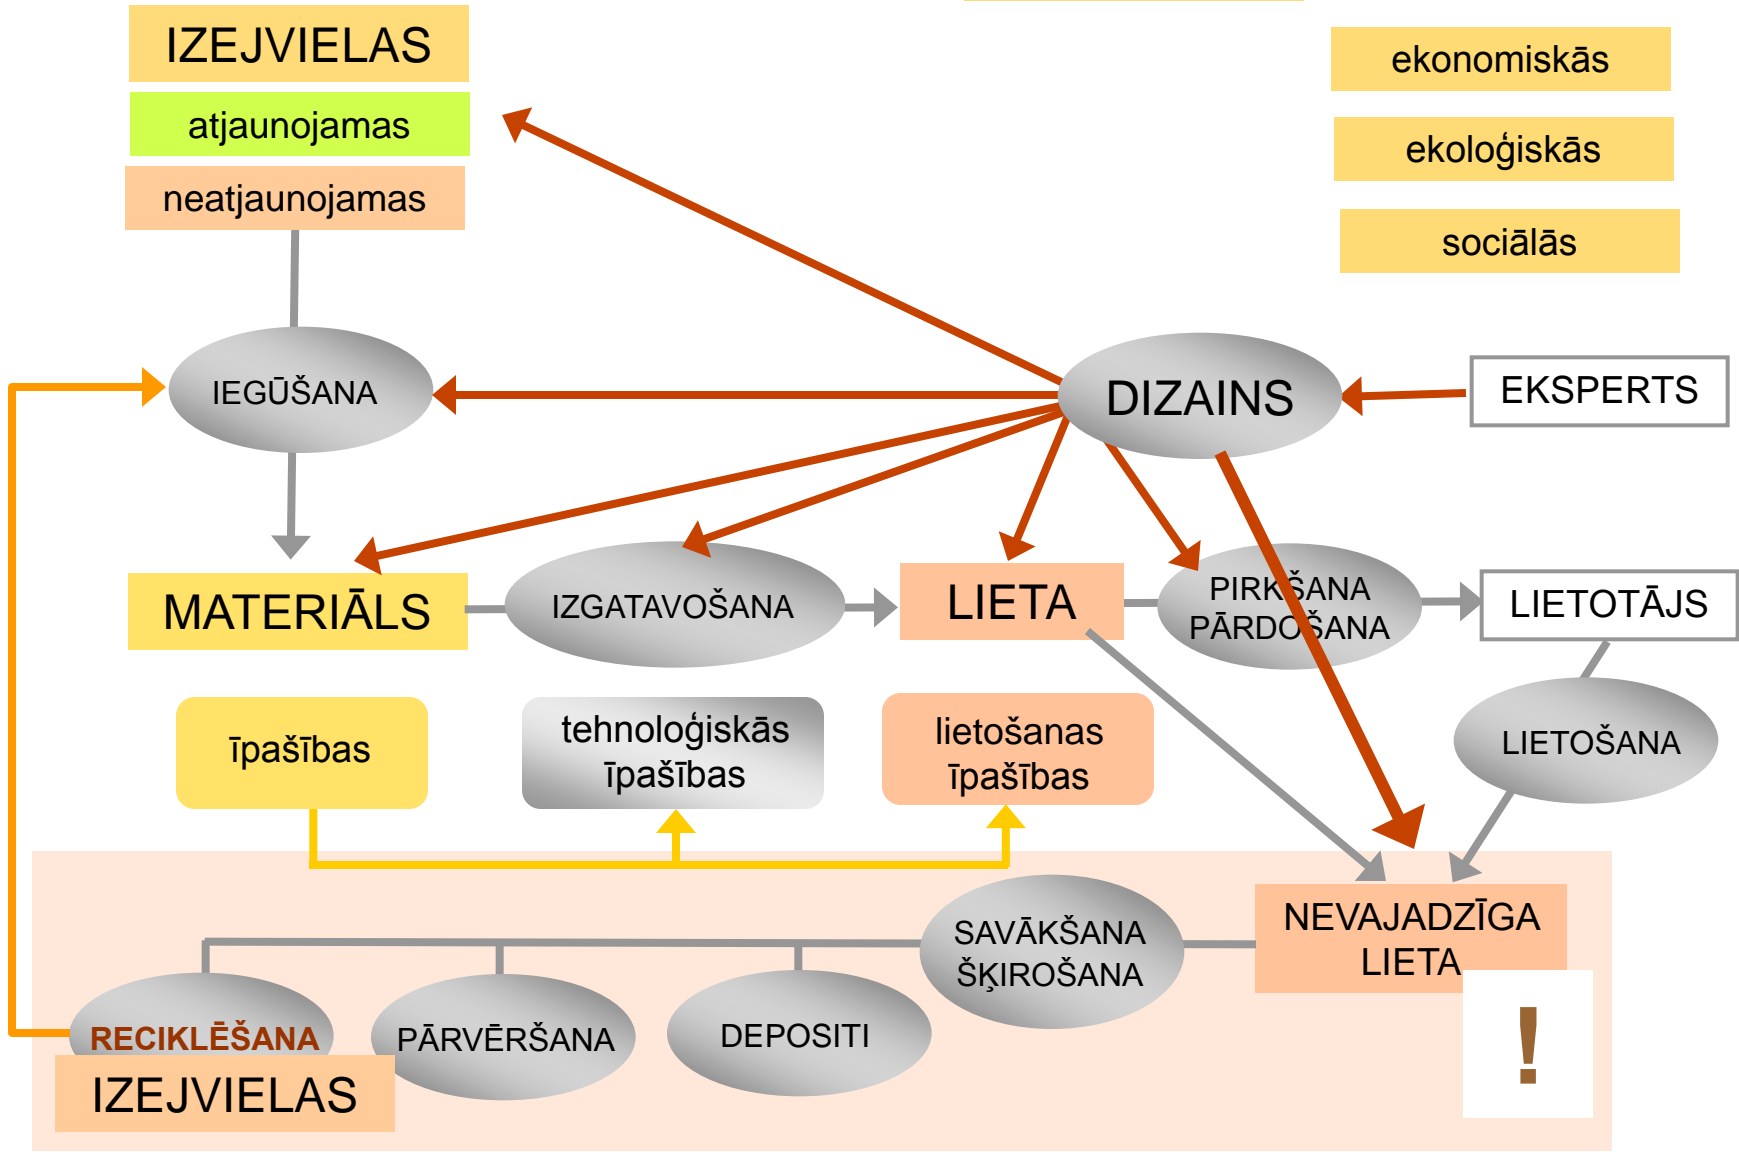 IZEJVIELAS
atjaunojamas
neatjaunojamas
ekonomiskās
ekoloģiskās
sociālās
IEGŪŠANA
DIZAINS
EKSPERTS
MATERIĀLS
IZGATAVOŠANA
LIETA
PIRKŠANA
PĀRDOŠANA
LIETOTĀJS
īpašības
tehnoloģiskās
īpašības
lietošanas
īpašības
LIETOŠANA
SAVĀKŠANA
ŠĶIROŠANA
NEVAJADZĪGA
LIETA
RECIKLĒŠANA
PĀRVĒRŠANA
DEPOSITI
!
IZEJVIELAS